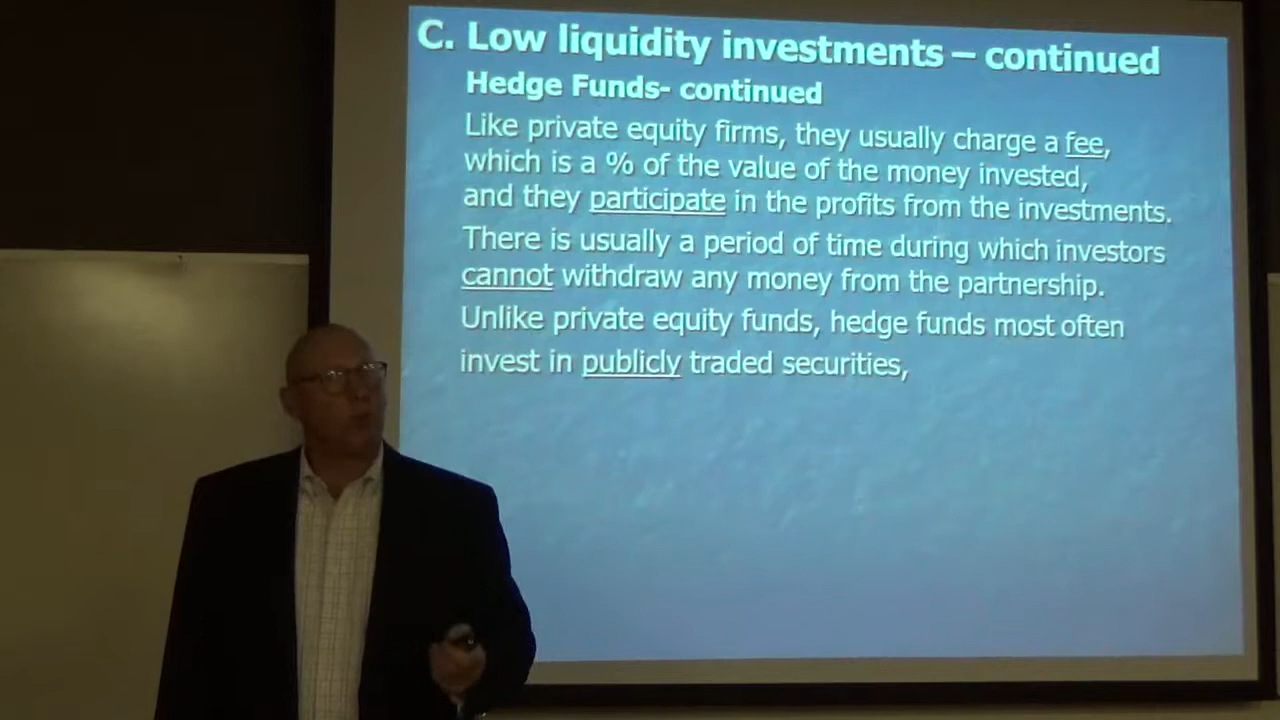 C. Low liquidity investments – continued
Hedge Funds- continued
Like private equity firms, they usually charge a fee,
which is a % of the value of the money invested,
and they participate in the profits from the investments.
There is usually a period of time during which investors
cannot withdraw any money from the partnership.
Unlike private equity funds, hedge funds most often
invest in publicly traded securities,